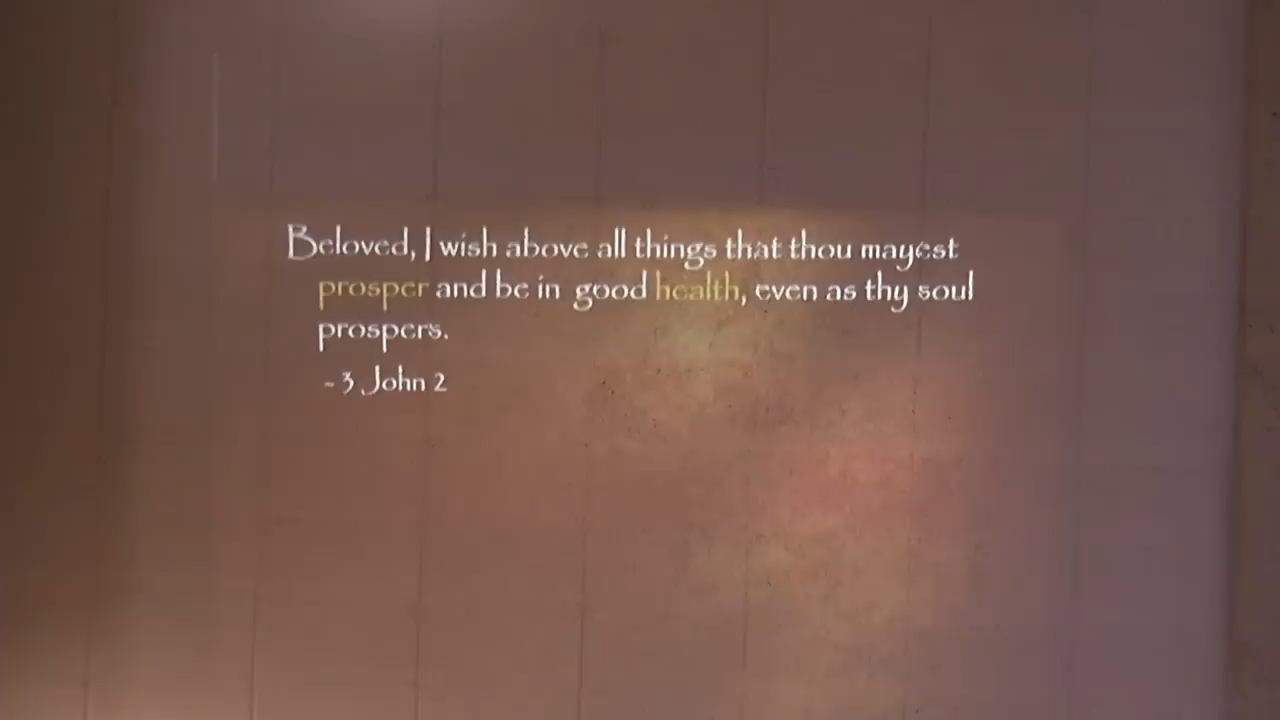 Beloved, I wish above all things that thou mayest
prosper and be in good health, even as thy soul
prospers.
~ 3 John 2